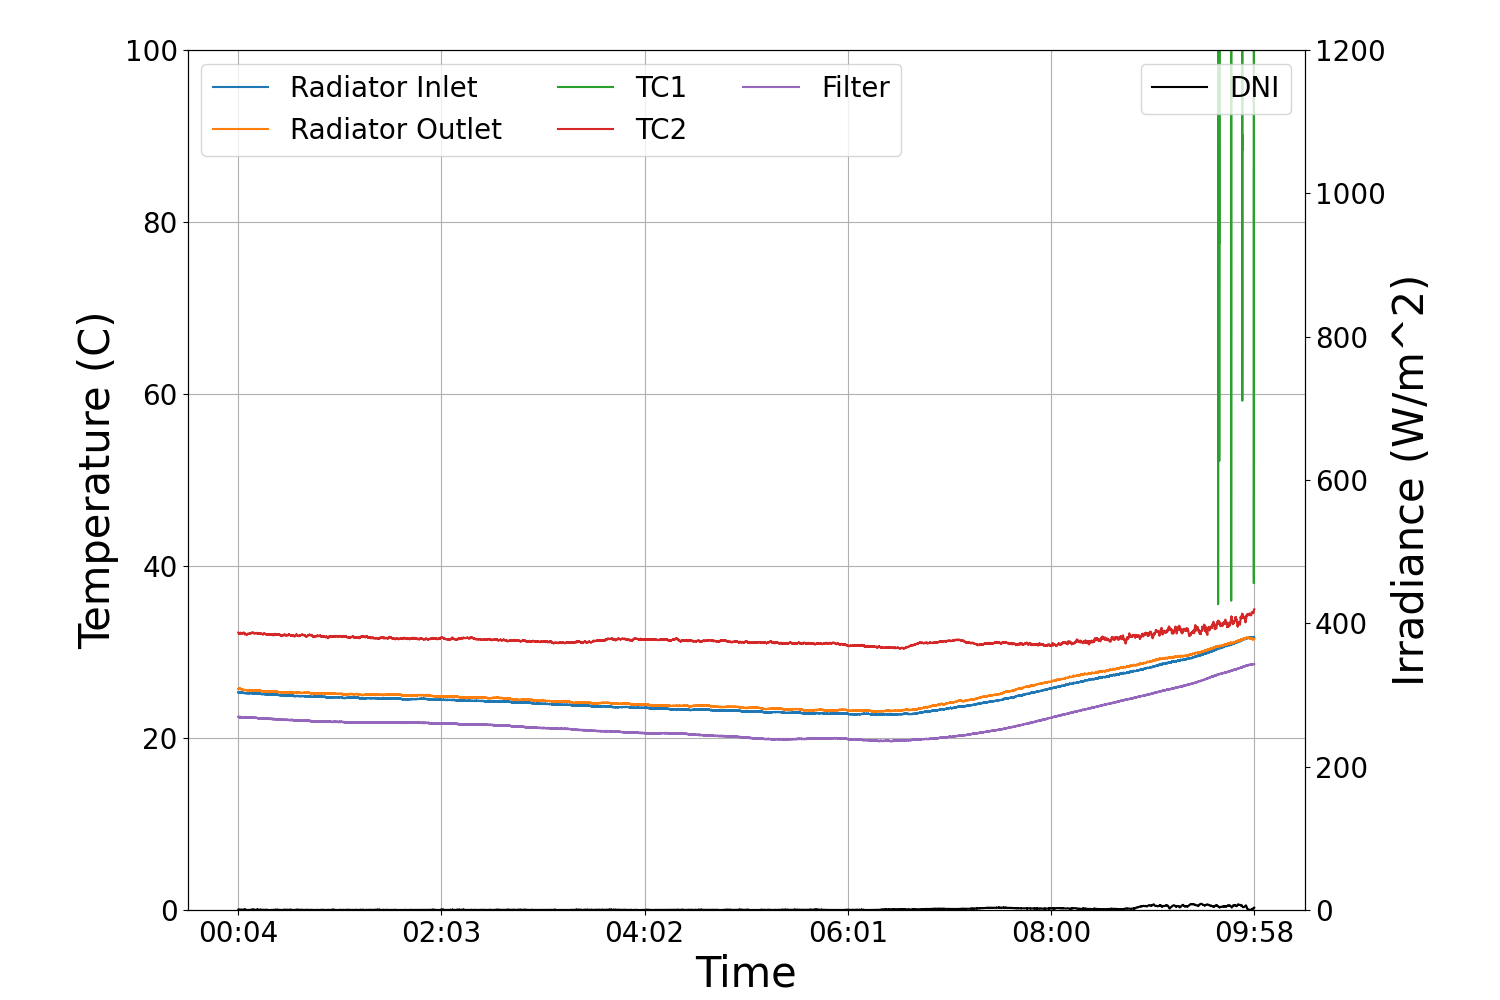 100
80
60
40
20
0
Temperature (C)
Radiator Inlet
Radiator Outlet
TC1
TC2
Filter
DNI
1200
1000
800
600
400
200
0
Irradiance (W/m^2)
00:04 02:03 04:02 06:01 08:00 09:58
Time